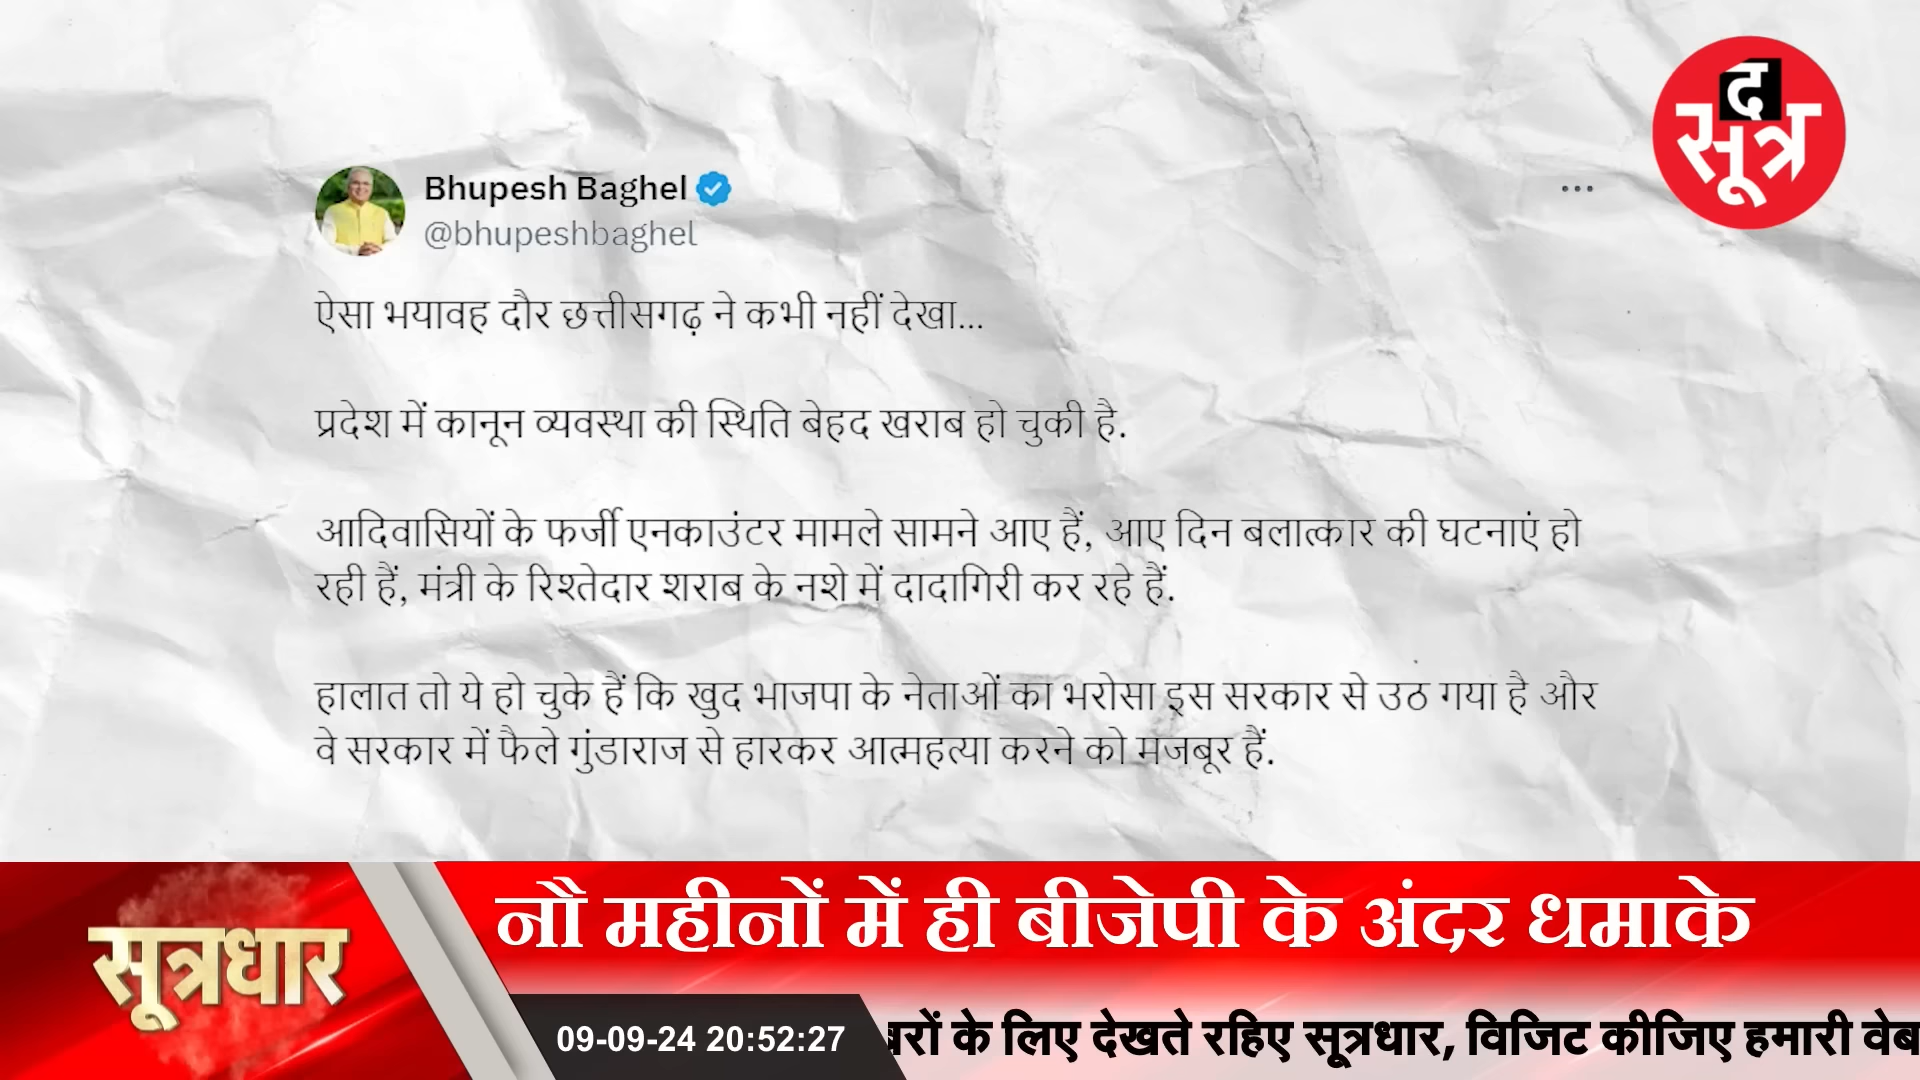 द
सूत्र
Bhupesh Baghel
@bhupeshbaghel
ऐसा भयावह दौर छत्तीसगढ़ ने कभी नहीं देखा...
प्रदेश में कानून व्यवस्था की स्थिति बेहद खराब हो चुकी है.
आदिवासियों के फर्जी एनकाउंटर मामले सामने आए हैं, आए दिन बलात्कार की घटनाएं हो
रही हैं, मंत्री के रिश्तेदार शराब के नशे में दादागिरी कर रहे हैं.
हालात तो ये हो चुके हैं कि खुद भाजपा के नेताओं का भरोसा इस सरकार से उठ गया है और
वे सरकार में फैले गुंडाराज से हारकर आत्महत्या करने को मजबूर हैं.
नौ महीनों में ही बीजेपी के अंदर धमाके
सूत्रधार
09-09-24 20:52:27
के लिए देखते रहिए सूत्रधार, विजिट कीजिए हमारी